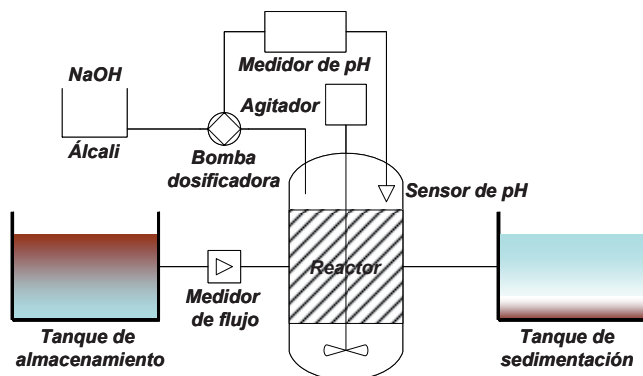 NaOH
Álcali
Medidor de pH
Agitador
Bomba
dosificadora
Sensor de pH
Reactor
Medidor
de flujo
Tanque de
almacenamiento
Tanque de
sedimentación